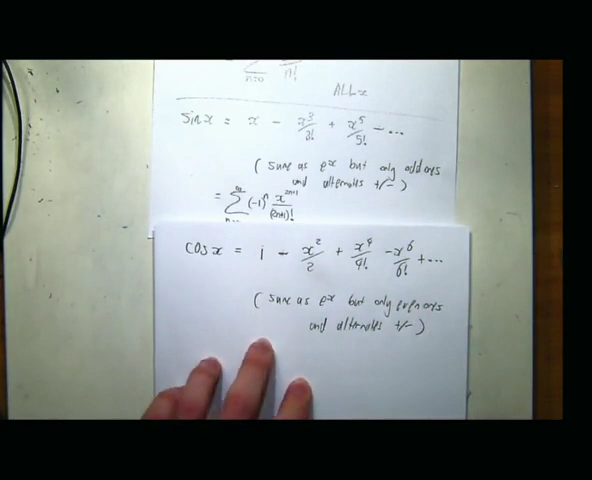 ∑ n=0 n!
ALL x
sin x = x - x³/3! + x⁵/5! - ...
( same as eˣ but only odd ones
and alternates +/- )
= ∑ ∞ (-1)ⁿ x²ⁿ⁺¹/(2n+1)!
cos x = 1 - x²/2 + x⁴/4! - x⁶/6! + ...
( same as eˣ but only even ones
and alternates +/- )